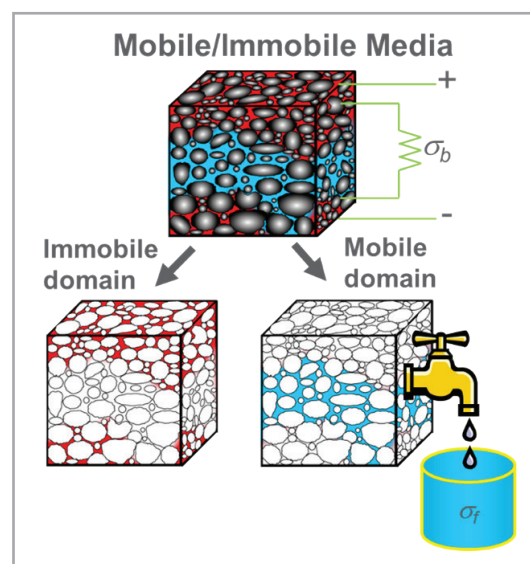 Mobile/Immobile Media
+
σb
-
Immobile
domain
Mobile
domain
σf